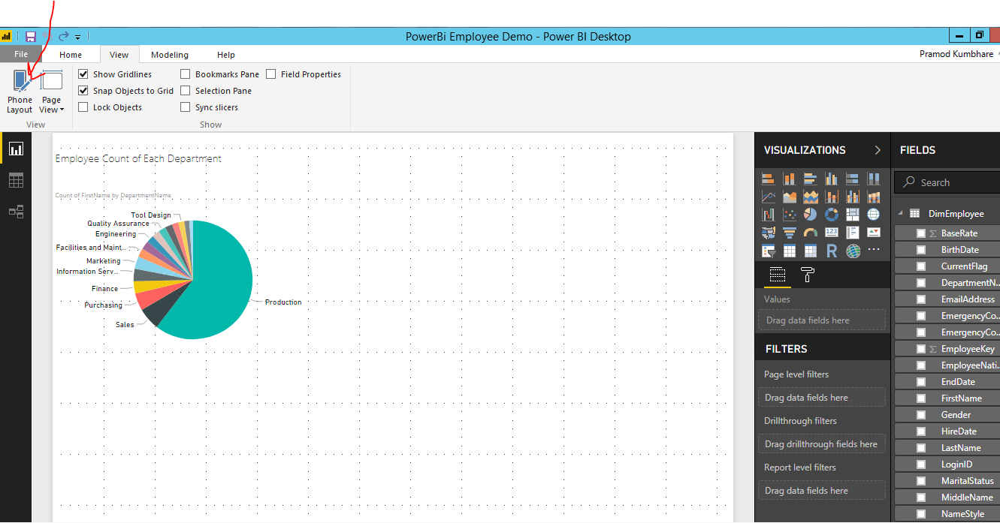 PowerBi Employee Demo - Power BI Desktop
File Home View Modeling Help
Pramod Kumbhare
Show Gridlines Bookmarks Pane Field Properties
Snap Objects to Grid Selection Pane
Lock Objects Sync slicers
Phone Layout
Page View
View Show
Employee Count of Each Department
Count of FirstName by DepartmentName
Tool Design
Quality Assurance
Engineering
Facilities and Maint...
Marketing
Information Serv...
Finance
Purchasing
Sales
Production
VISUALIZATIONS
123
R
...
Values
Drag data fields here
FILTERS
Page level filters
Drag data fields here
Drillthrough filters
Drag drillthrough fields here
Report level filters
Drag data fields here
FIELDS
Search
DimEmployee
Σ BaseRate
BirthDate
CurrentFlag
DepartmentN...
EmailAddress
EmergencyCo...
EmergencyCo...
Σ EmployeeKey
EmployeeNati...
EndDate
FirstName
Gender
HireDate
LastName
LoginID
MaritalStatus
MiddleName
NameStyle